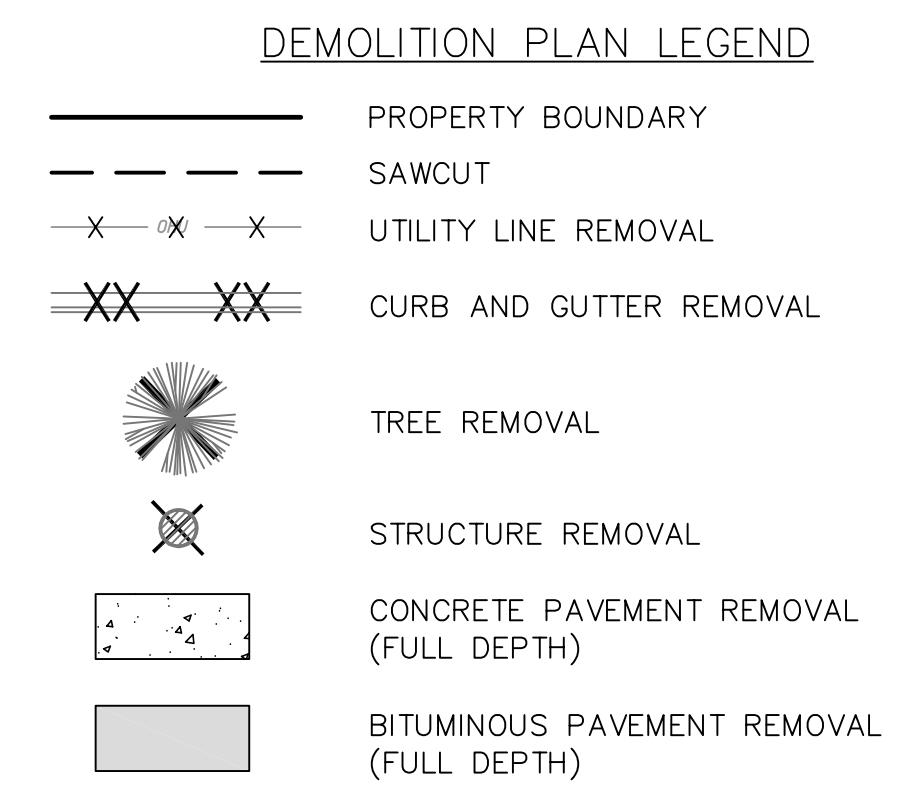 DEMOLITION PLAN LEGEND
PROPERTY BOUNDARY
SAWCUT
OHU
UTILITY LINE REMOVAL
CURB AND GUTTER REMOVAL
TREE REMOVAL
STRUCTURE REMOVAL
CONCRETE PAVEMENT REMOVAL
(FULL DEPTH)
BITUMINOUS PAVEMENT REMOVAL
(FULL DEPTH)